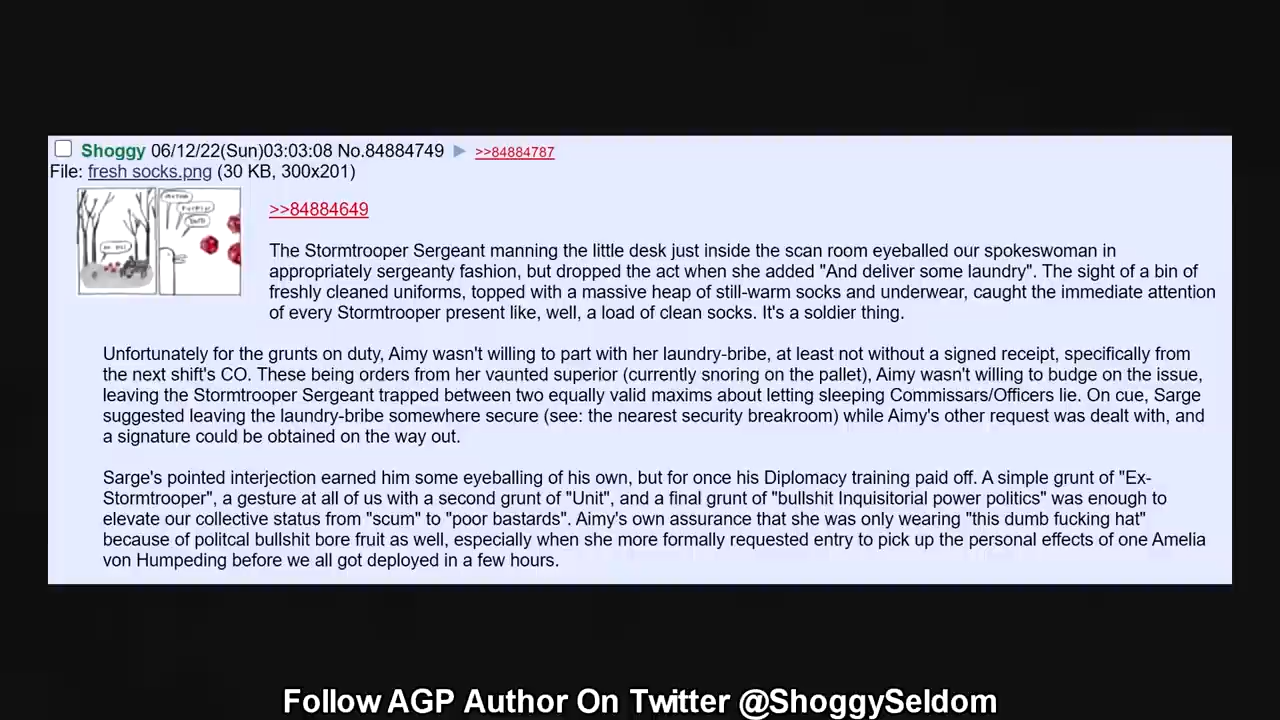 Shoggy 06/12/22(Sun)03:03:08 No.84884749 ▶ >>84884787
File: fresh socks.png (30 KB, 300x201)
>>84884649
The Stormtrooper Sergeant manning the little desk just inside the scan room eyeballed our spokeswoman in
appropriately sergeanty fashion, but dropped the act when she added "And deliver some laundry". The sight of a bin of
freshly cleaned uniforms, topped with a massive heap of still-warm socks and underwear, caught the immediate attention
of every Stormtrooper present like, well, a load of clean socks. It's a soldier thing.
Unfortunately for the grunts on duty, Aimy wasn't willing to part with her laundry-bribe, at least not without a signed receipt, specifically from
the next shift's CO. These being orders from her vaunted superior (currently snoring on the pallet), Aimy wasn't willing to budge on the issue,
leaving the Stormtrooper Sergeant trapped between two equally valid maxims about letting sleeping Commissars/Officers lie. On cue, Sarge
suggested leaving the laundry-bribe somewhere secure (see: the nearest security breakroom) while Aimy's other request was dealt with, and
a signature could be obtained on the way out.
Sarge's pointed interjection earned him some eyeballing of his own, but for once his Diplomacy training paid off. A simple grunt of "Ex-
Stormtrooper", a gesture at all of us with a second grunt of "Unit", and a final grunt of "bullshit Inquisitorial power politics" was enough to
elevate our collective status from "scum" to "poor bastards". Aimy's own assurance that she was only wearing "this dumb fucking hat"
because of politcal bullshit bore fruit as well, especially when she more formally requested entry to pick up the personal effects of one Amelia
von Humpeding before we all got deployed in a few hours.
Follow AGP Author On Twitter @ShoggySeldom